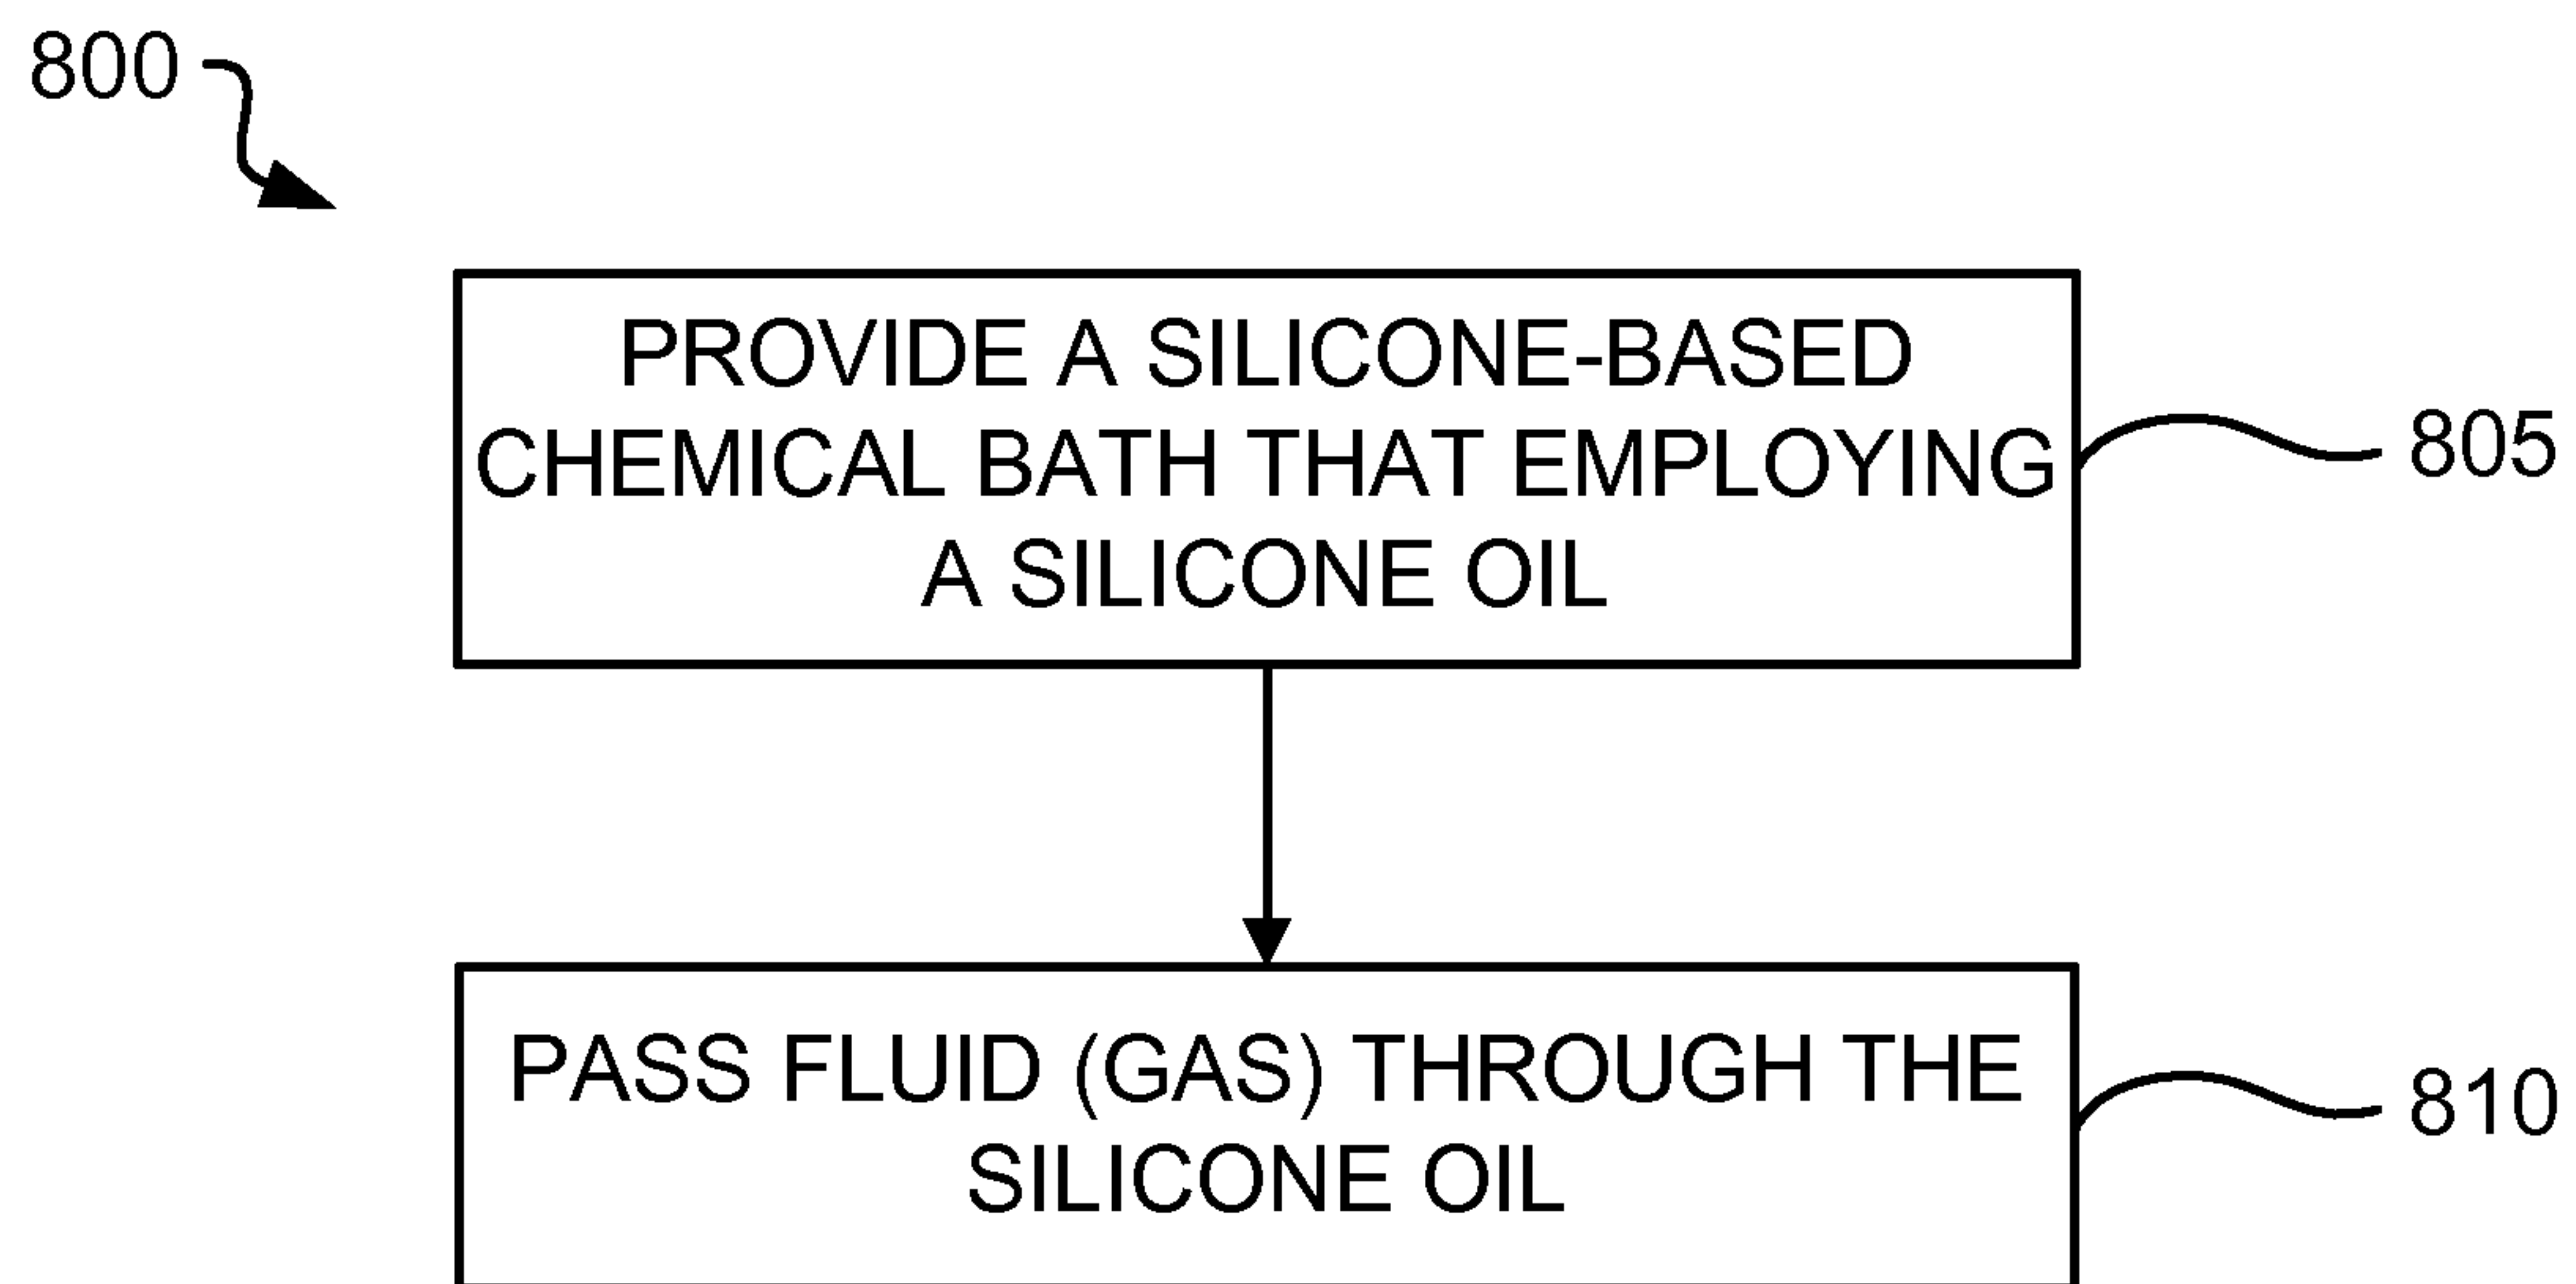 800
PROVIDE A SILICONE-BASED
CHEMICAL BATH THAT EMPLOYING
A SILICONE OIL
805
PASS FLUID (GAS) THROUGH THE
SILICONE OIL
810